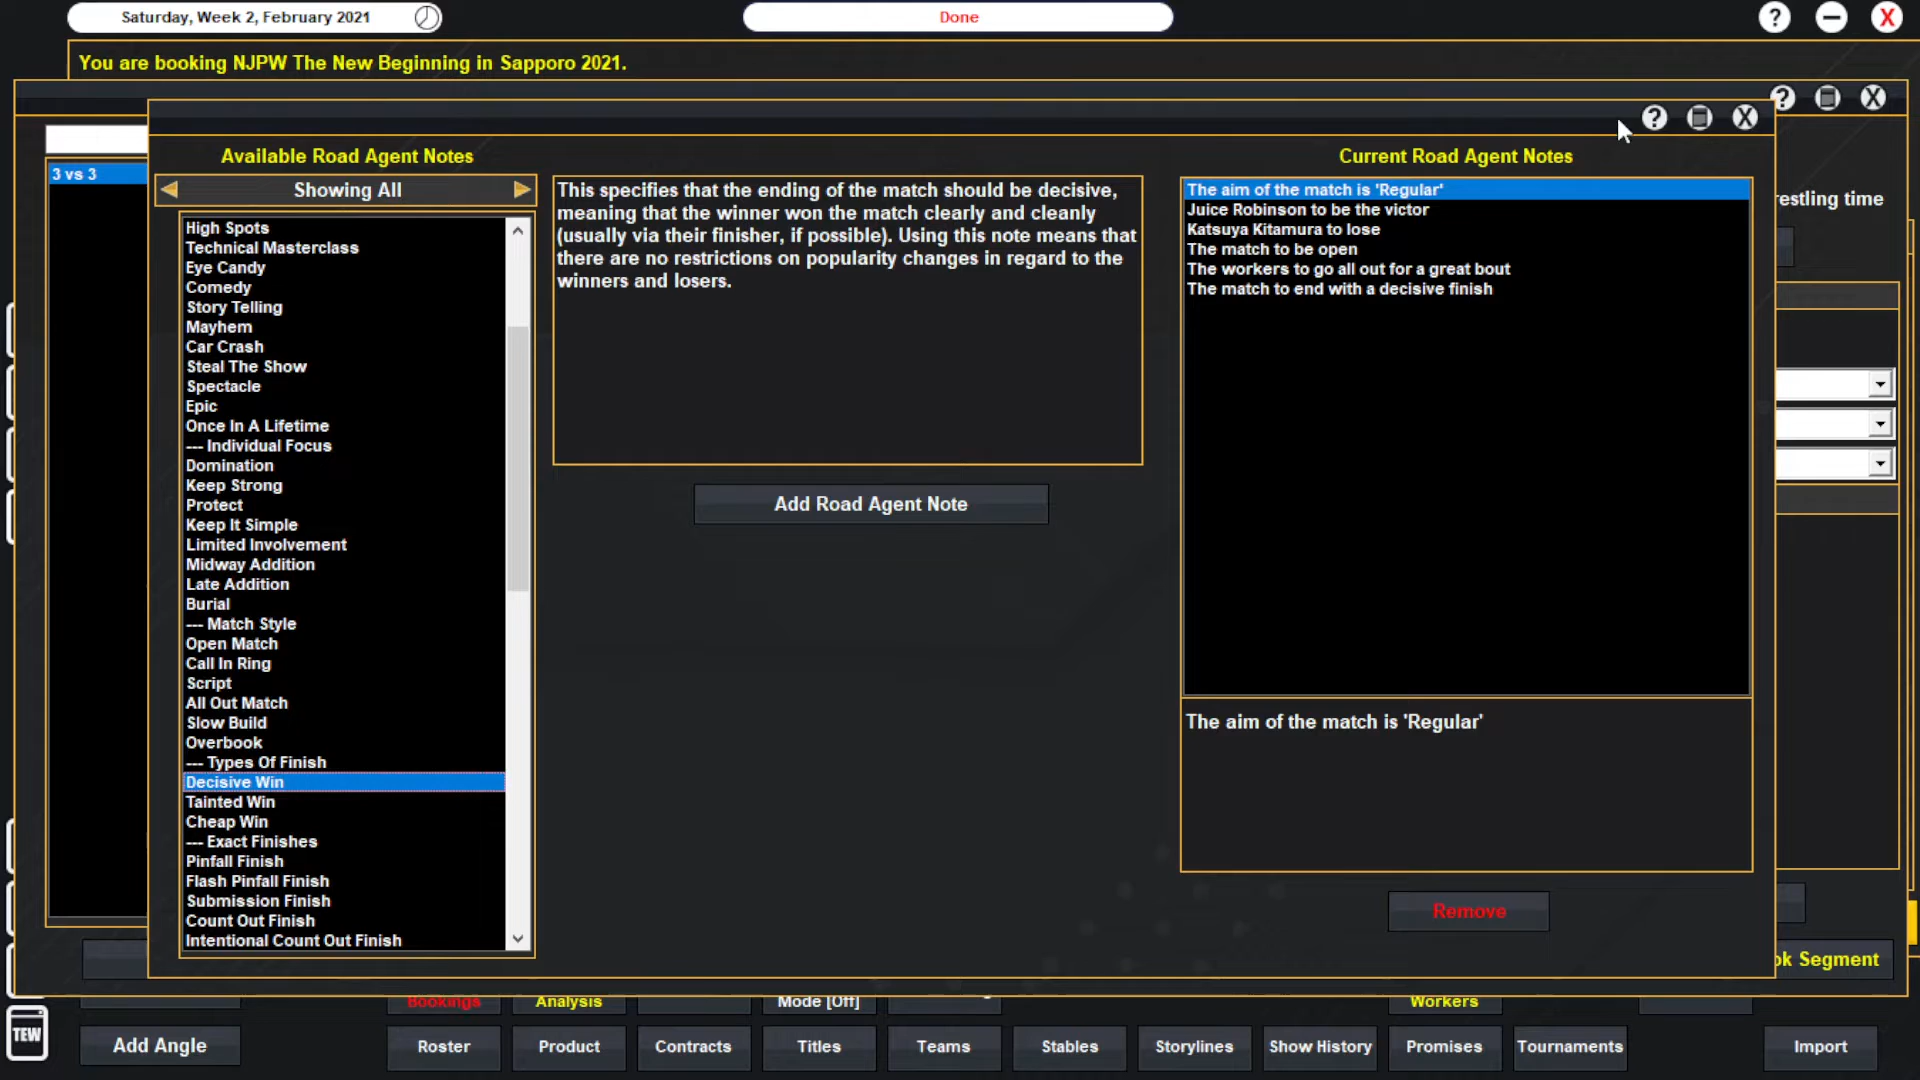 Saturday, Week 2, February 2021
Done
?
X
You are booking NJPW The New Beginning in Sapporo 2021.
? X
? X
Available Road Agent Notes
Current Road Agent Notes
3 vs 3
Showing All
High Spots
Technical Masterclass
Eye Candy
Comedy
Story Telling
Mayhem
Car Crash
Steal The Show
Spectacle
Epic
Once In A Lifetime
--- Individual Focus
Domination
Keep Strong
Protect
Keep It Simple
Limited Involvement
Midway Addition
Late Addition
Burial
--- Match Style
Open Match
Call In Ring
Script
All Out Match
Slow Build
Overbook
--- Types Of Finish
Decisive Win
Tainted Win
Cheap Win
--- Exact Finishes
Pinfall Finish
Flash Pinfall Finish
Submission Finish
Count Out Finish
Intentional Count Out Finish
This specifies that the ending of the match should be decisive,
meaning that the winner won the match clearly and cleanly
(usually via their finisher, if possible). Using this note means that
there are no restrictions on popularity changes in regard to the
winners and losers.
Add Road Agent Note
The aim of the match is 'Regular'
Juice Robinson to be the victor
Katsuya Kitamura to lose
The match to be open
The workers to go all out for a great bout
The match to end with a decisive finish
The aim of the match is 'Regular'
Remove
restling time
ok Segment
Bookings
Analysis
Mode [Off]
Workers
TEW
Add Angle
Roster
Product
Contracts
Titles
Teams
Stables
Storylines
Show History
Promises
Tournaments
Import